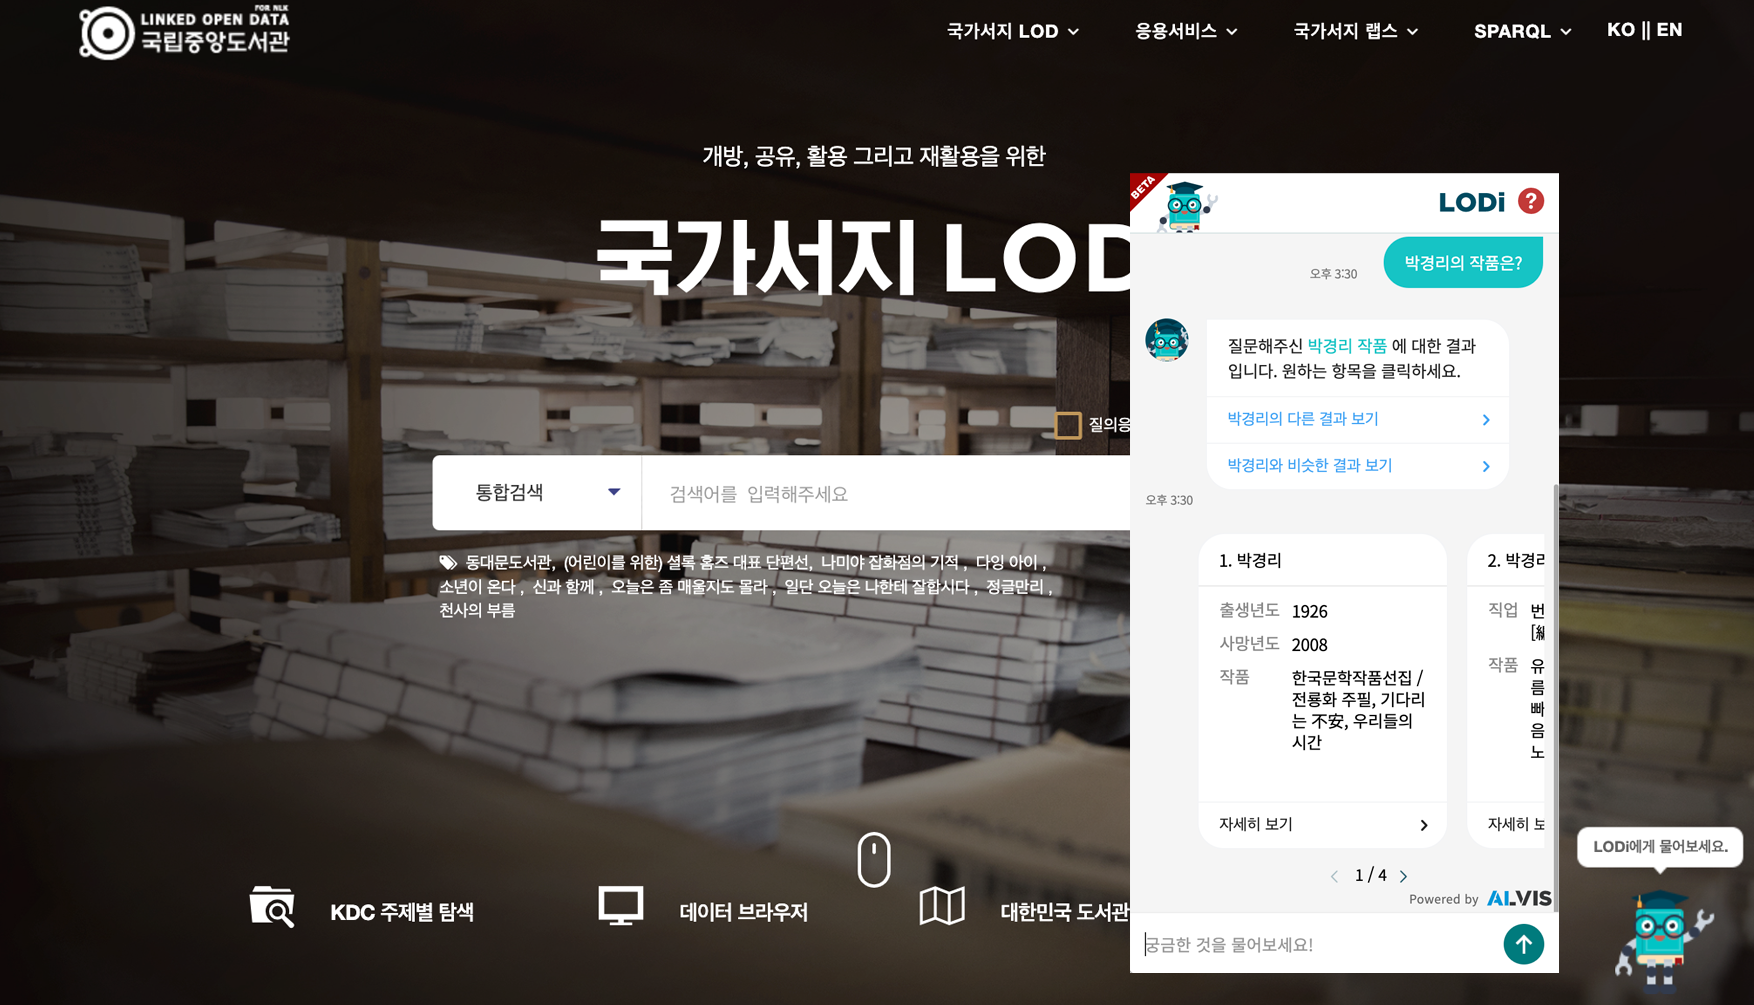 FOR NLK
LINKED OPEN DATA
국립중앙도서관
국가서지 LOD
응용서비스
국가서지 랩스
SPARQL
KO || EN
개방, 공유, 활용 그리고 재활용을 위한
국가서지 LOD
질의응
통합검색
검색어를 입력해주세요
동대문도서관, (어린이를 위한) 셜록 홈즈 대표 단편선, 나미야 잡화점의 기적 , 다잉 아이 ,
소년이 온다 , 신과 함께 , 오늘은 좀 매울지도 몰라 , 일단 오늘은 나한테 잘합시다 , 정글만리 ,
천사의 부름
KDC 주제별 탐색
데이터 브라우저
대한민국 도서관
BETA
LODi
?
박경리의 작품은?
오후 3:30
질문해주신 박경리 작품 에 대한 결과
입니다. 원하는 항목을 클릭하세요.
박경리의 다른 결과 보기
박경리와 비슷한 결과 보기
오후 3:30
1. 박경리
출생년도 1926
사망년도 2008
작품 한국문학작품선집 /
전룡화 주필, 기다리
는 不安, 우리들의
시간
자세히 보기
2. 박경리
직업 번
작품 유
름
빠
음
노
자세히 보
1 / 4
Powered by ALVIS
궁금한 것을 물어보세요!
LODi에게 물어보세요.